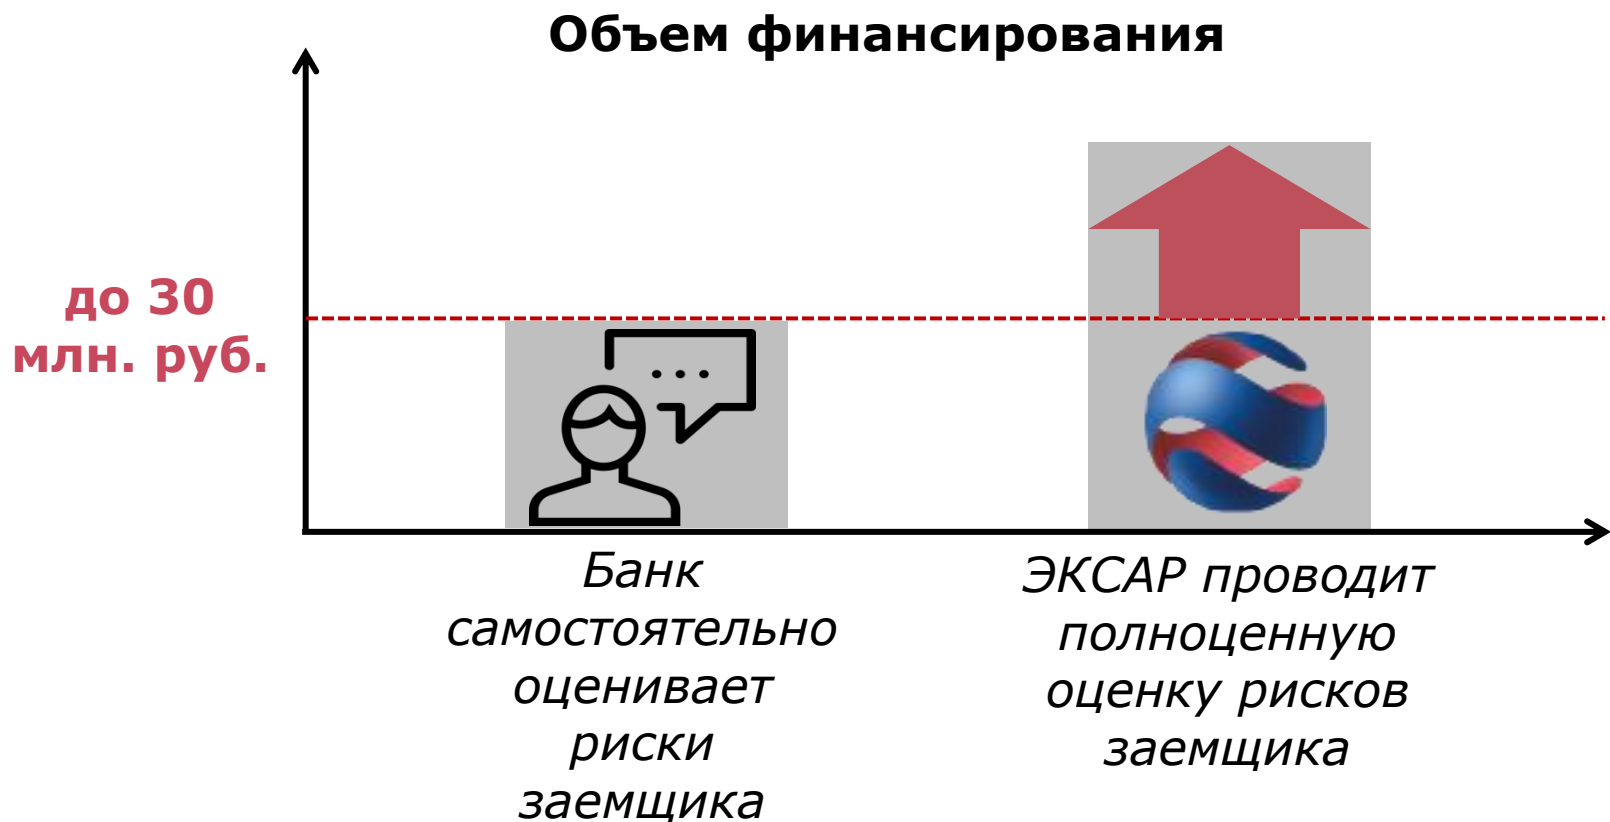 Объем финансирования
до 30
млн. руб.
Банк
самостоятельно
оценивает
риски
заемщика
ЭКСАР проводит
полноценную
оценку рисков
заемщика